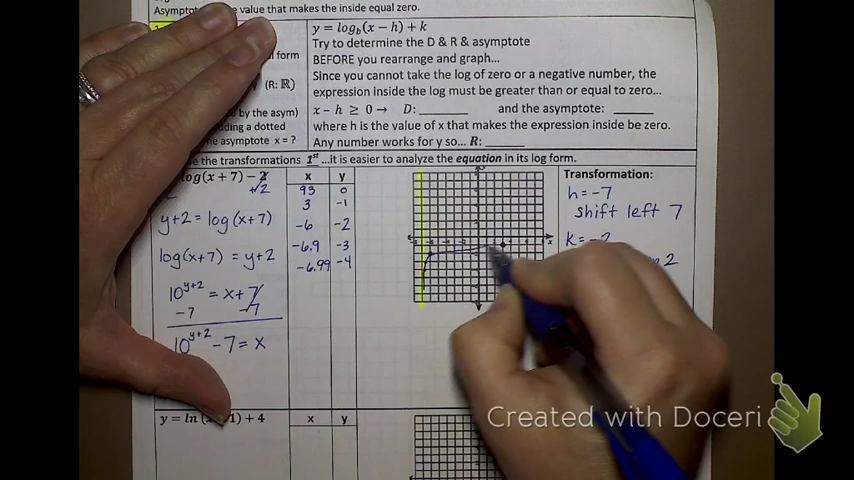 Asymptote value that makes the inside equal zero.
y = log_b(x − h) + k
Try to determine the D & R & asymptote
BEFORE you rearrange and graph...
Since you cannot take the log of zero or a negative number, the
expression inside the log must be greater than or equal to zero...
x − h ≥ 0 → D: ________ and the asymptote: ______
where h is the value of x that makes the expression inside be zero.
Any number works for y so... R: ______
form
(R: ℝ)
by the asym)
a dotted
asymptote x = ?
the transformations 1st ...it is easier to analyze the equation in its log form.
log(x + 7) − 2
+2 +2
y+2 = log(x+7)
log(x+7) = y+2
10^(y+2) = x+7
−7 −7
10^(y+2) −7 = x
x y
93 0
3 −1
−6 −2
−6.9 −3
−6.99 −4
Transformation:
h = −7
shift left 7
k = −2
2
y = ln (x 1) + 4
x y
Created with Doceri